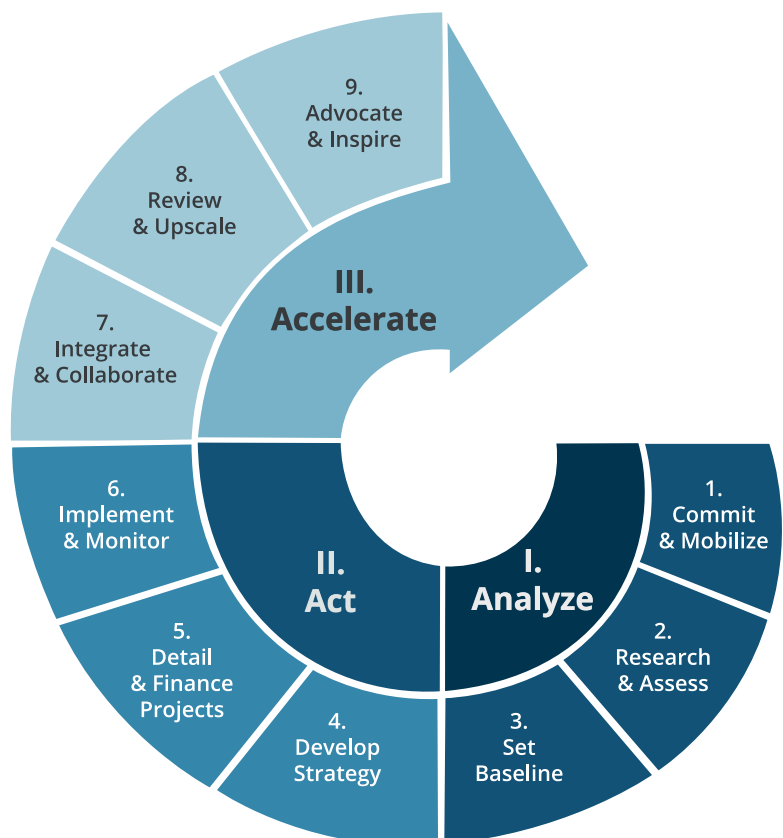 I.
Analyze
1.
Commit
& Mobilize
2.
Research
& Assess
3.
Set
Baseline
II.
Act
4.
Develop
Strategy
5.
Detail
& Finance
Projects
6.
Implement
& Monitor
III.
Accelerate
7.
Integrate
& Collaborate
8.
Review
& Upscale
9.
Advocate
& Inspire